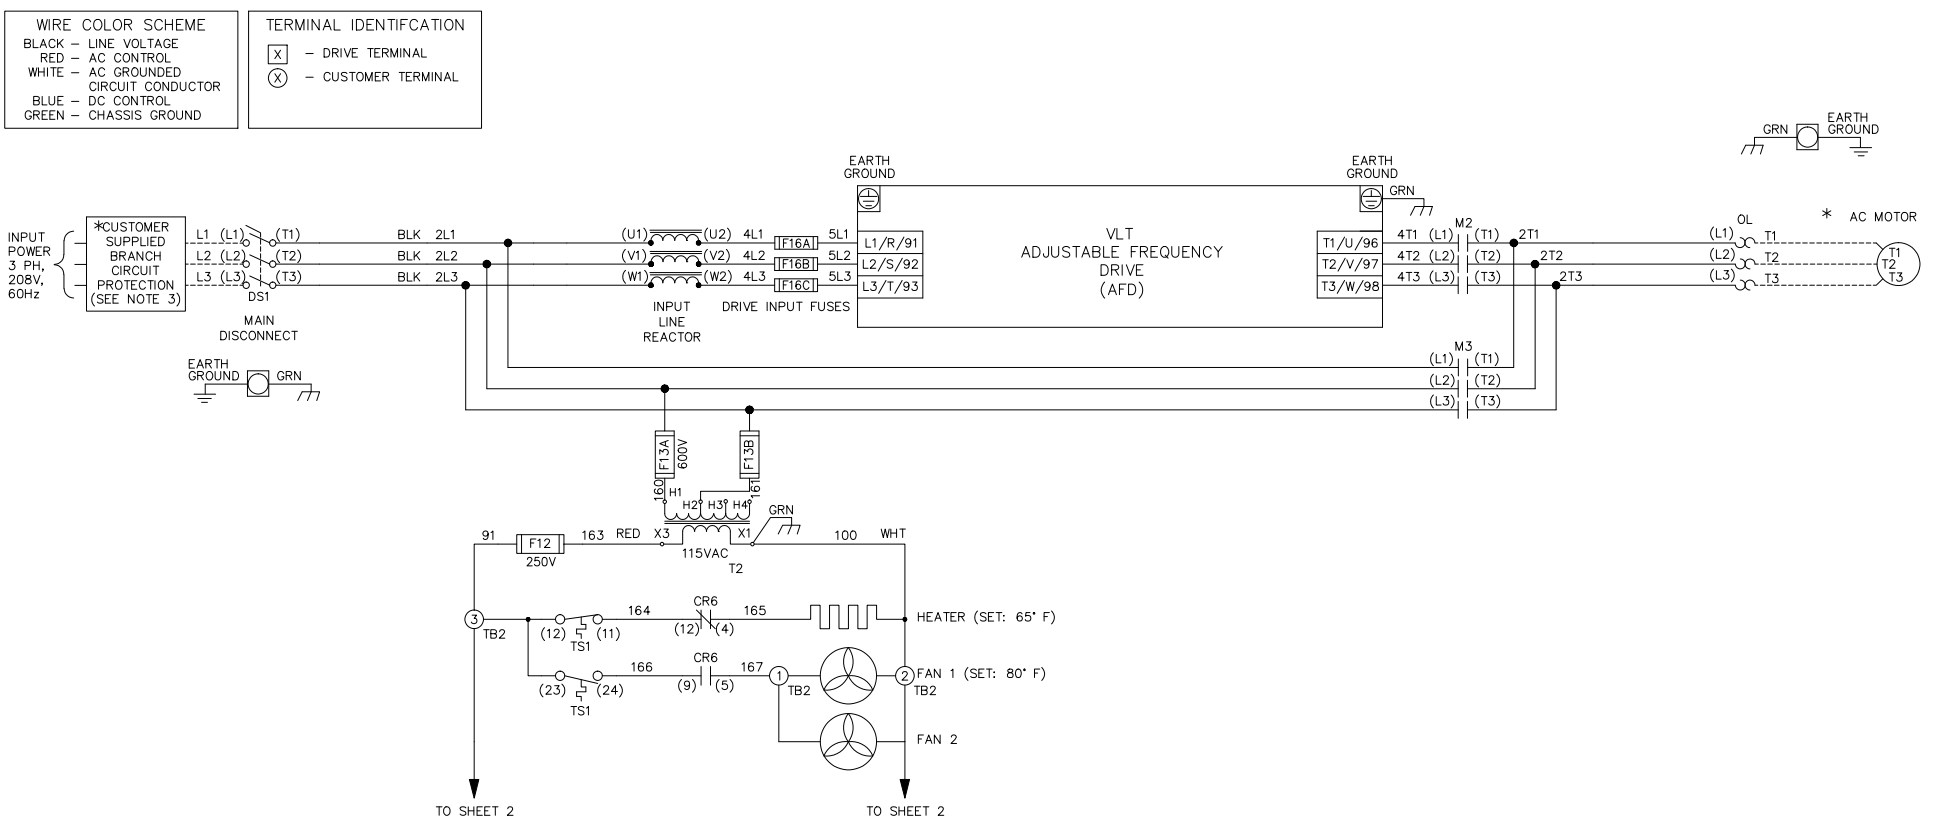 WIRE COLOR SCHEME
BLACK – LINE VOLTAGE
RED – AC CONTROL
WHITE – AC GROUNDED
CIRCUIT CONDUCTOR
BLUE – DC CONTROL
GREEN – CHASSIS GROUND
TERMINAL IDENTIFCATION
X – DRIVE TERMINAL
X – CUSTOMER TERMINAL
INPUT
POWER
3 PH,
208V,
60Hz
*CUSTOMER
SUPPLIED
BRANCH
CIRCUIT
PROTECTION
(SEE NOTE 3)
L1 (L1) (T1) BLK 2L1 (U1) (U2) 4L1 F16A 5L1 L1/R/91
L2 (L2) (T2) BLK 2L2 (V1) (V2) 4L2 F16B 5L2 L2/S/92
L3 (L3) (T3) BLK 2L3 (W1) (W2) 4L3 F16C 5L3 L3/T/93
DS1
MAIN
DISCONNECT
INPUT
LINE
REACTOR
DRIVE INPUT FUSES
EARTH
GROUND
GRN
EARTH
GROUND
VLT
ADJUSTABLE FREQUENCY
DRIVE
(AFD)
EARTH
GROUND
GRN
M2
T1/U/96 4T1 (L1) (T1) 2T1
T2/V/97 4T2 (L2) (T2) 2T2
T3/W/98 4T3 (L3) (T3) 2T3
GRN
EARTH
GROUND
OL
* AC MOTOR
(L1) T1 T1
(L2) T2 T2
(L3) T3 T3
M3
(L1) (T1)
(L2) (T2)
(L3) (T3)
F13A
600V
F13B
160
161
H1
H2 H3 H4
GRN
91 F12 163 RED X3 X1 100 WHT
250V
115VAC
T2
3
TB2
(12) (11)
TS1
164
CR6
(12) (4)
165
HEATER (SET: 65° F)
(23) (24)
TS1
166
CR6
(9) (5)
167
1
TB2
2
TB2
FAN 1 (SET: 80° F)
FAN 2
TO SHEET 2
TO SHEET 2